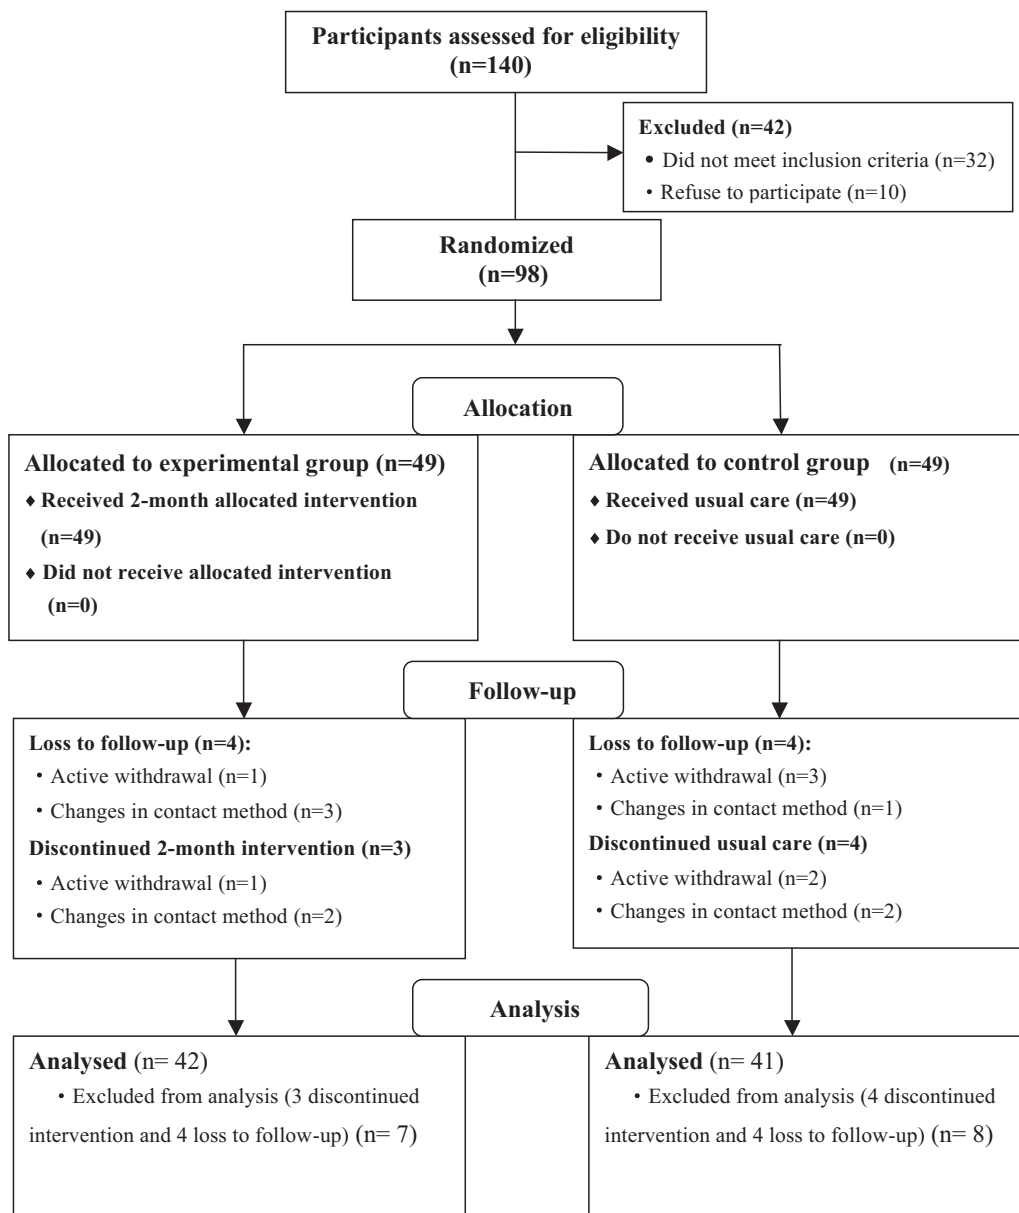 Participants assessed for eligibility
(n=140)
Excluded (n=42)
• Did not meet inclusion criteria (n=32)
• Refuse to participate (n=10)
Randomized
(n=98)
Allocation
Allocated to experimental group (n=49)
♦ Received 2-month allocated intervention
(n=49)
♦ Did not receive allocated intervention
(n=0)
Allocated to control group (n=49)
♦ Received usual care (n=49)
♦ Do not receive usual care (n=0)
Follow-up
Loss to follow-up (n=4):
• Active withdrawal (n=1)
• Changes in contact method (n=3)
Discontinued 2-month intervention (n=3)
• Active withdrawal (n=1)
• Changes in contact method (n=2)
Loss to follow-up (n=4):
• Active withdrawal (n=3)
• Changes in contact method (n=1)
Discontinued usual care (n=4)
• Active withdrawal (n=2)
• Changes in contact method (n=2)
Analysis
Analysed (n= 42)
• Excluded from analysis (3 discontinued
intervention and 4 loss to follow-up) (n= 7)
Analysed (n= 41)
• Excluded from analysis (4 discontinued
intervention and 4 loss to follow-up) (n= 8)